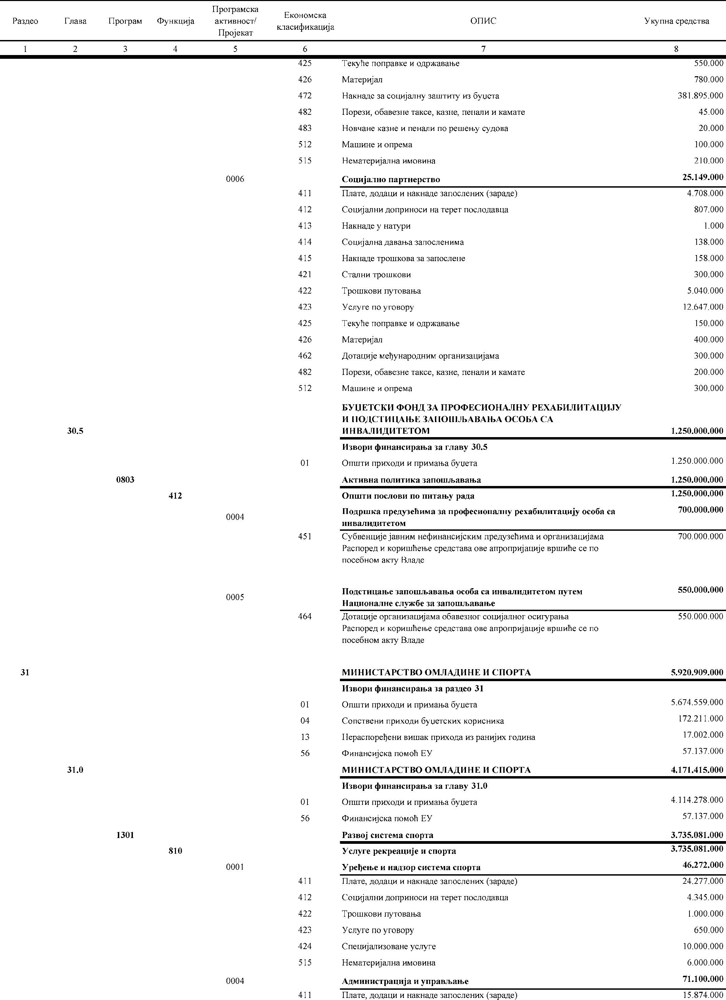 Раздео Глава Програм Функција Програмска активност/ Пројекат Економска класификација ОПИС Укупна средства
1 2 3 4 5 6 7 8
425 Текуће поправке и одржавање 550.000
426 Материјал 780.000
472 Накнаде за социјалну заштиту из буџета 381.895.000
482 Порези, обавезне таксе, казне, пенали и камате 45.000
483 Новчане казне и пенали по решењу судова 20.000
512 Машине и опрема 100.000
515 Нематеријална имовина 210.000
0006 Социјално партнерство 25.149.000
411 Плате, додаци и накнаде запослених (зараде) 4.708.000
412 Социјални доприноси на терет послодавца 807.000
413 Накнаде у натури 1.000
414 Социјална давања запосленима 138.000
415 Накнаде трошкова за запослене 158.000
421 Стални трошкови 300.000
422 Трошкови путовања 5.040.000
423 Услуге по уговору 12.647.000
425 Текуће поправке и одржавање 150.000
426 Материјал 400.000
462 Дотације међународним организацијама 300.000
482 Порези, обавезне таксе, казне, пенали и камате 200.000
512 Машине и опрема 300.000
БУЏЕТСКИ ФОНД ЗА ПРОФЕСИОНАЛНУ РЕХАБИЛИТАЦИЈУ
И ПОДСТИЦАЊЕ ЗАПОШЉАВАЊА ОСОБА СА
30.5 ИНВАЛИДИТЕТОМ 1.250.000.000
Извори финансирања за главу 30.5
01 Општи приходи и примања буџета 1.250.000.000
0803 Активна политика запошљавања 1.250.000.000
412 Општи послови по питању рада 1.250.000.000
0004 Подршка предузећима за професионалну рехабилитацију особа са 700.000.000
инвалидитетом
451 Субвенције јавним нефинансијским предузећима и организацијама 700.000.000
Распоред и коришћење средстава ове апропријације вршиће се по
посебном акту Владе
0005 Подстицање запошљавања особа са инвалидитетом путем 550.000.000
Националне службе за запошљавање
464 Дотације организацијама обавезног социјалног осигурања 550.000.000
Распоред и коришћење средстава ове апропријације вршиће се по
посебном акту Владе
31 МИНИСТАРСТВО ОМЛАДИНЕ И СПОРТА 5.920.909.000
Извори финансирања за раздео 31
01 Општи приходи и примања буџета 5.674.559.000
04 Сопствени приходи буџетских корисника 172.211.000
13 Нераспоређени вишак прихода из ранијих година 17.002.000
56 Финансијска помоћ ЕУ 57.137.000
31.0 МИНИСТАРСТВО ОМЛАДИНЕ И СПОРТА 4.171.415.000
Извори финансирања за главу 31.0
01 Општи приходи и примања буџета 4.114.278.000
56 Финансијска помоћ ЕУ 57.137.000
1301 Развој система спорта 3.735.081.000
810 Услуге рекреације и спорта 3.735.081.000
0001 Уређење и надзор система спорта 46.272.000
411 Плате, додаци и накнаде запослених (зараде) 24.277.000
412 Социјални доприноси на терет послодавца 4.345.000
422 Трошкови путовања 1.000.000
423 Услуге по уговору 650.000
424 Специјализоване услуге 10.000.000
515 Нематеријална имовина 6.000.000
0004 Администрација и управљање 71.100.000
411 Плате, додаци и накнаде запослених (зараде) 15.874.000